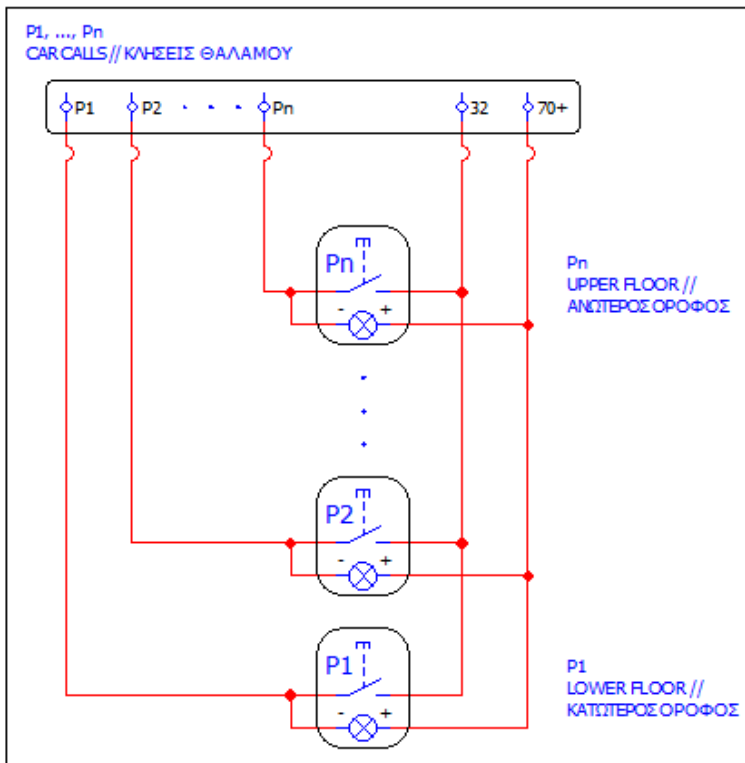 P1, ..., Pn
CAR CALLS // ΚΛΗΣΕΙΣ ΘΑΛΑΜΟΥ
P1 P2 . . . Pn 32 70+
Pn
- +
Pn
UPPER FLOOR //
ΑΝΩΤΕΡΟΣ ΟΡΟΦΟΣ
P2
- +
P1
- +
P1
LOWER FLOOR //
ΚΑΤΩΤΕΡΟΣ ΟΡΟΦΟΣ